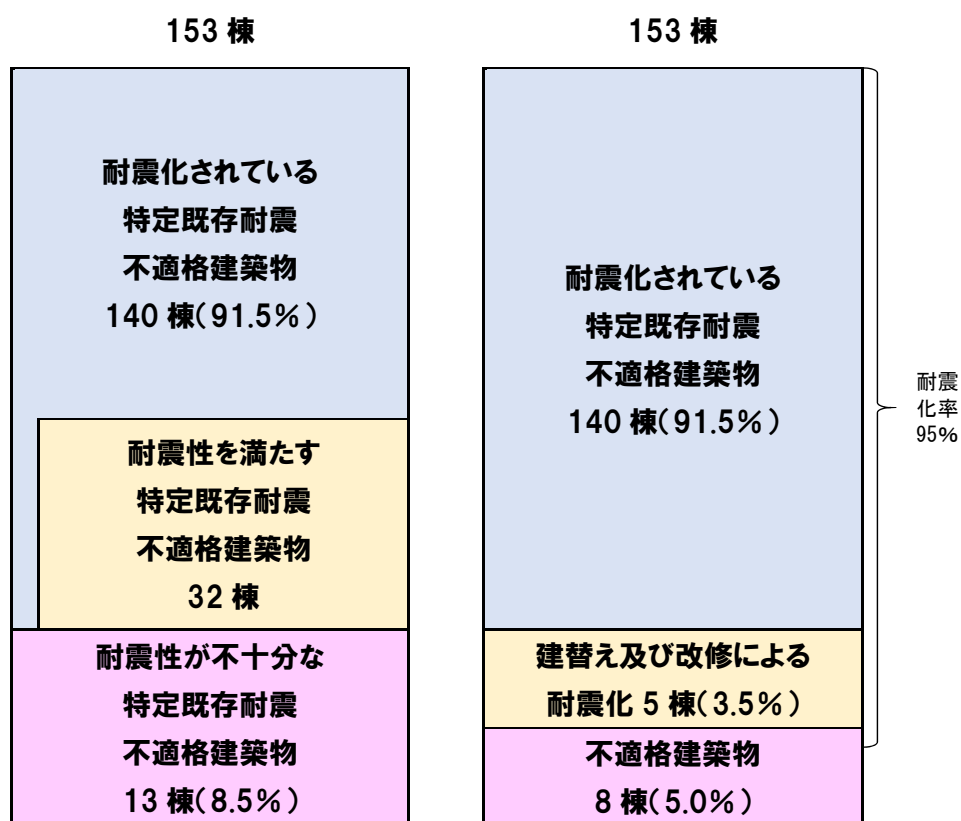 153 棟
耐震化されている
特定既存耐震
不適格建築物
140 棟(91.5%)
耐震性を満たす
特定既存耐震
不適格建築物
32 棟
耐震性が不十分な
特定既存耐震
不適格建築物
13 棟(8.5%)
153 棟
耐震化されている
特定既存耐震
不適格建築物
140 棟(91.5%)
建替え及び改修による
耐震化 5 棟(3.5%)
不適格建築物
8 棟(5.0%)
耐震
化率
95%